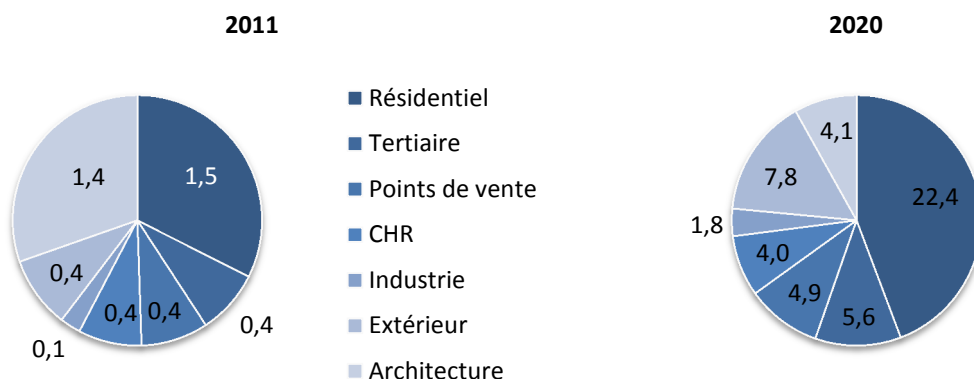 2011
2020
1,5
0,4
0,4
0,4
0,1
0,4
1,4
Résidentiel
Tertiaire
Points de vente
CHR
Industrie
Extérieur
Architecture
22,4
5,6
4,9
4,0
1,8
7,8
4,1